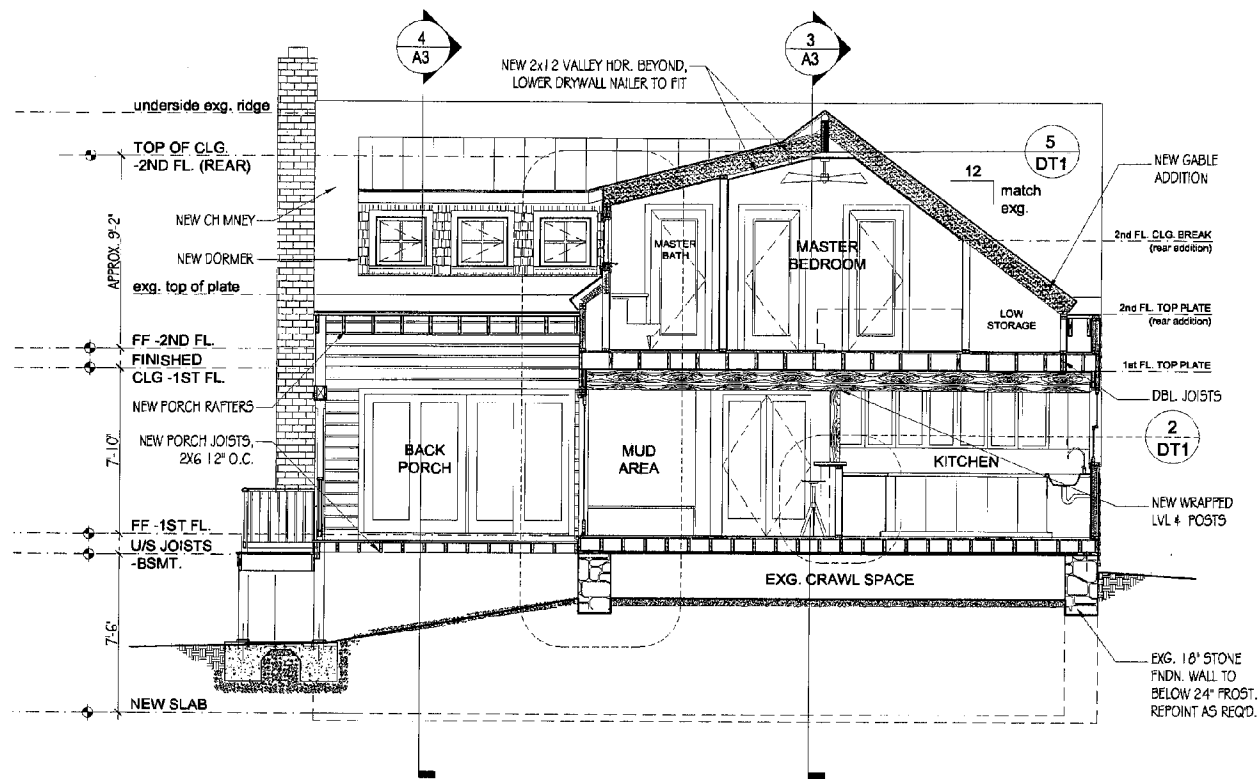 4
A3
3
A3
NEW 2x12 VALLEY HDR. BEYOND,
LOWER DRYWALL NAILER TO FIT
underside exg. ridge
TOP OF CLG.
-2ND FL. (REAR)
5
DT1
NEW GABLE
ADDITION
12
match
exg.
NEW CHIMNEY
MASTER
BATH
MASTER
BEDROOM
2nd FL. CLG. BREAK
(rear addition)
NEW DORMER
APPROX. 9'-2"
exg. top of plate
LOW
STORAGE
2nd FL. TOP PLATE
(rear addition)
FF -2ND FL.
FINISHED
CLG -1ST FL.
1st FL. TOP PLATE
DBL JOISTS
NEW PORCH RAFTERS
2
DT1
NEW PORCH JOISTS,
2X6 12" O.C.
7'-10"
BACK
PORCH
MUD
AREA
KITCHEN
NEW WRAPPED
LVL & POSTS
FF -1ST FL.
U/S JOISTS
-BSMT.
EXG. CRAWL SPACE
7'-6"
EXG. 18" STONE
FNDN. WALL TO
BELOW 24" FROST.
REPOINT AS REQ'D.
NEW SLAB